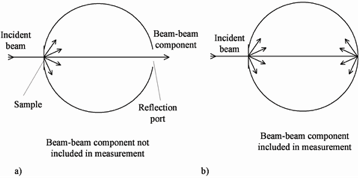 Incident
beam
Beam-beam
component
Sample
Reflection
port
Beam-beam component not
included in measurement
a)
Incident
beam
Beam-beam component
included in measurement
b)